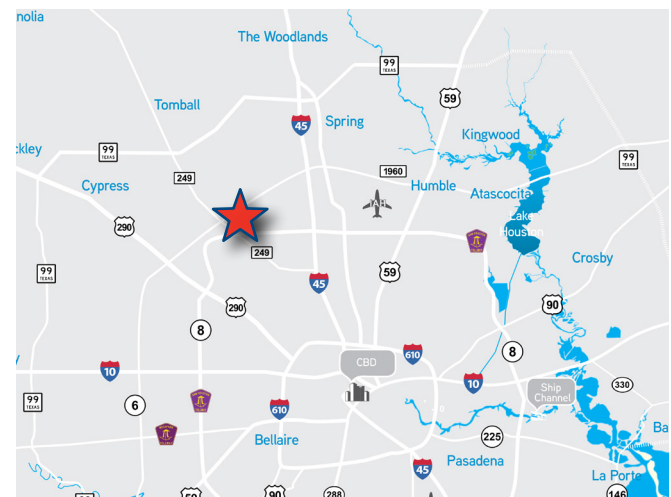 nolia
The Woodlands
99
TEXAS
59
Tomball
45
Spring
Kingwood
ckley
99
TEXAS
249
1960
99
TEXAS
Cypress
Humble
Atascocita
IAH
290
Lake
Houston
249
Crosby
99
TEXAS
59
45
290
90
8
8
610
CBD
10
10
Ship
Channel
330
99
TEXAS
6
610
Bellaire
225
Ba
Pasadena
45
La Porte
59
90
288
146